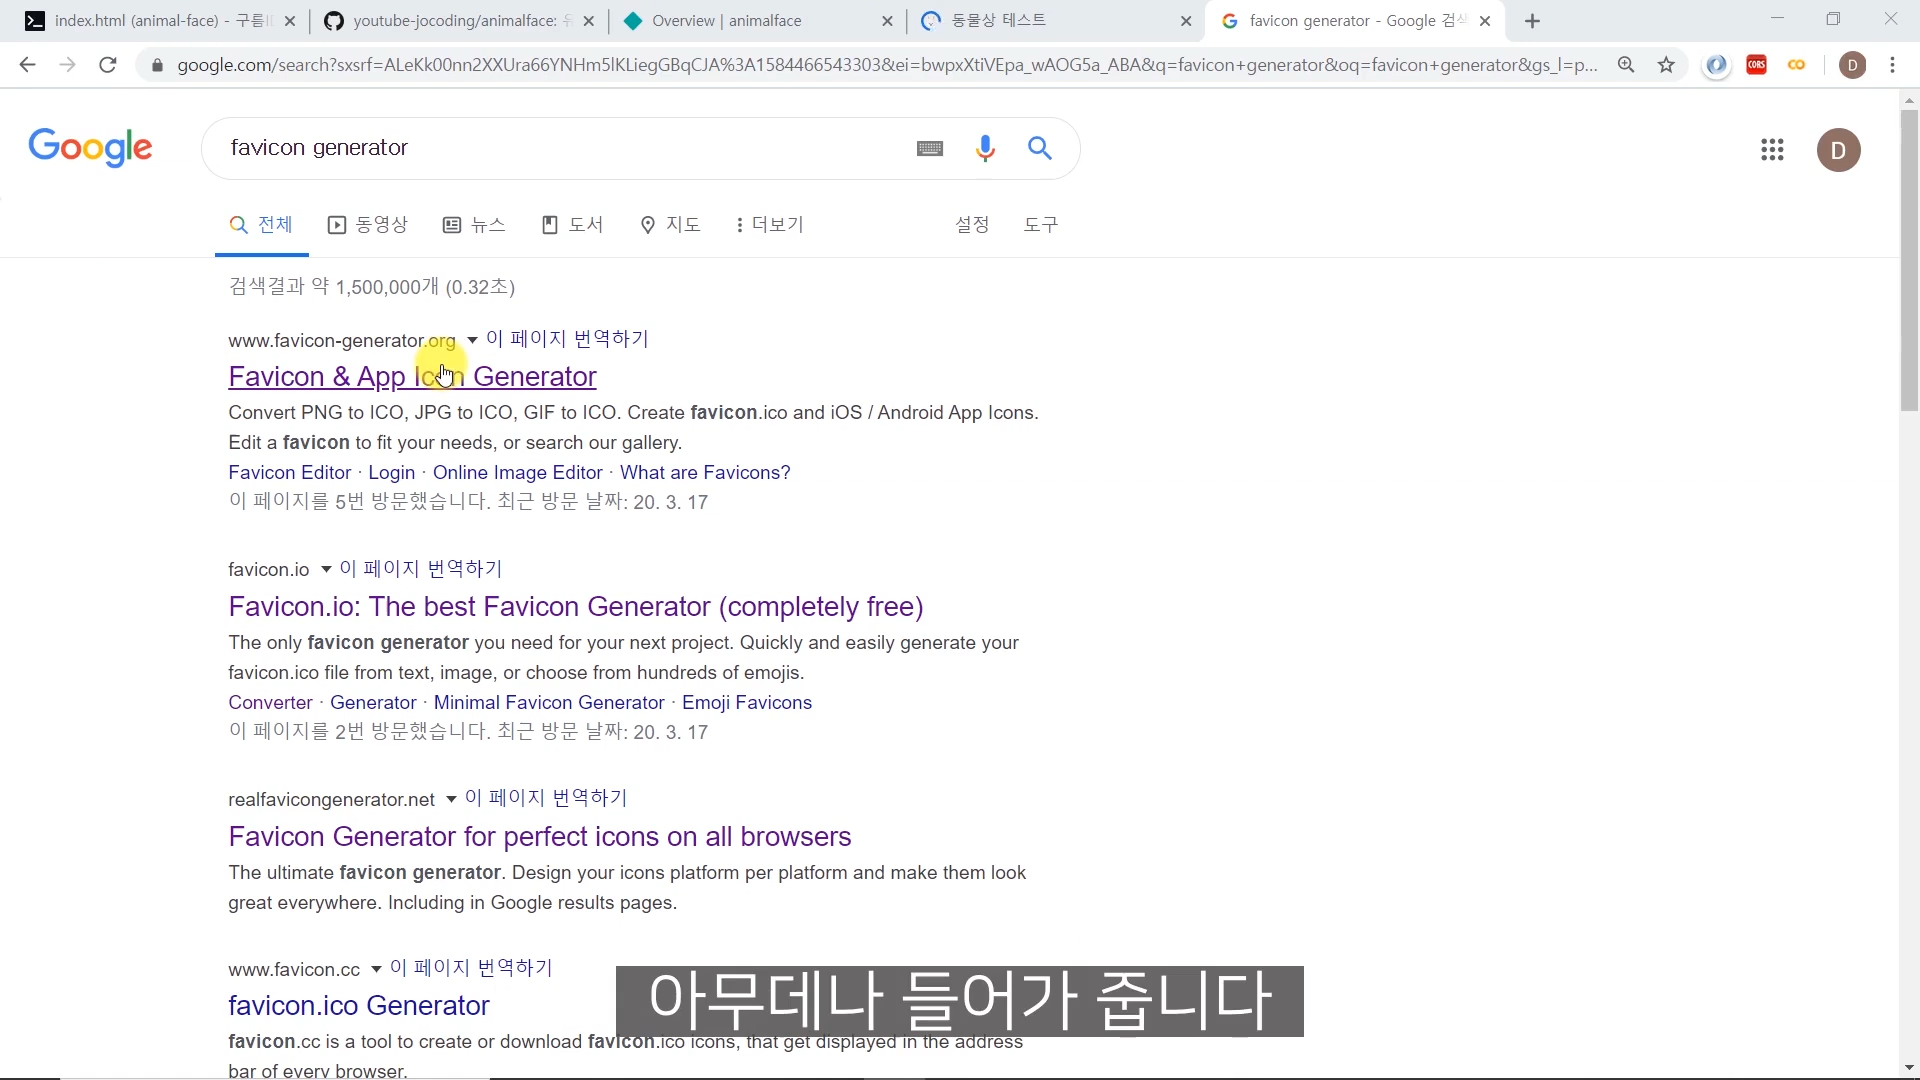 index.html (animal-face) - 구름I
youtube-jocoding/animalface:
Overview | animalface
동물상 테스트
favicon generator - Google 검색
google.com/search?sxsrf=ALeKk00nn2XXUra66YNHm5lKLiegGBqCJA%3A1584466543303&ei=bwpxXtiVEpa_wAOG5a_ABA&q=favicon+generator&oq=favicon+generator&gs_l=p...
CORS
CO
D
Google
favicon generator
D
전체 동영상 뉴스 도서 지도 더보기 설정 도구
검색결과 약 1,500,000개 (0.32초)
www.favicon-generator.org ▾ 이 페이지 번역하기
Favicon & App Icon Generator
Convert PNG to ICO, JPG to ICO, GIF to ICO. Create favicon.ico and iOS / Android App Icons.
Edit a favicon to fit your needs, or search our gallery.
Favicon Editor · Login · Online Image Editor · What are Favicons?
이 페이지를 5번 방문했습니다. 최근 방문 날짜: 20. 3. 17
favicon.io ▾ 이 페이지 번역하기
Favicon.io: The best Favicon Generator (completely free)
The only favicon generator you need for your next project. Quickly and easily generate your
favicon.ico file from text, image, or choose from hundreds of emojis.
Converter · Generator · Minimal Favicon Generator · Emoji Favicons
이 페이지를 2번 방문했습니다. 최근 방문 날짜: 20. 3. 17
realfavicongenerator.net ▾ 이 페이지 번역하기
Favicon Generator for perfect icons on all browsers
The ultimate favicon generator. Design your icons platform per platform and make them look
great everywhere. Including in Google results pages.
www.favicon.cc ▾ 이 페이지 번역하기
favicon.ico Generator
아무데나 들어가 줍니다
favicon.cc is a tool to create or download favicon.ico icons, that get displayed in the address
bar of every browser.